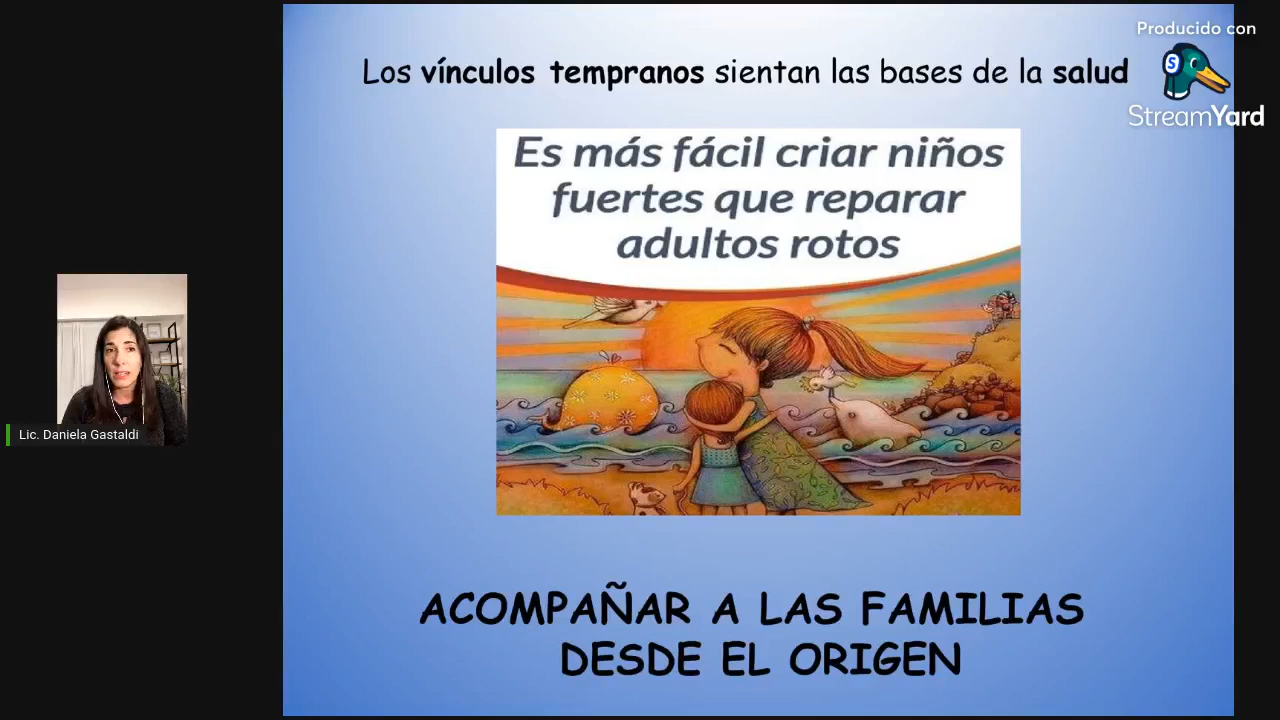 Producido con
StreamYard
Los vínculos tempranos sientan las bases de la salud
Es más fácil criar niños
fuertes que reparar
adultos rotos
Lic. Daniela Gastaldi
ACOMPAÑAR A LAS FAMILIAS
DESDE EL ORIGEN